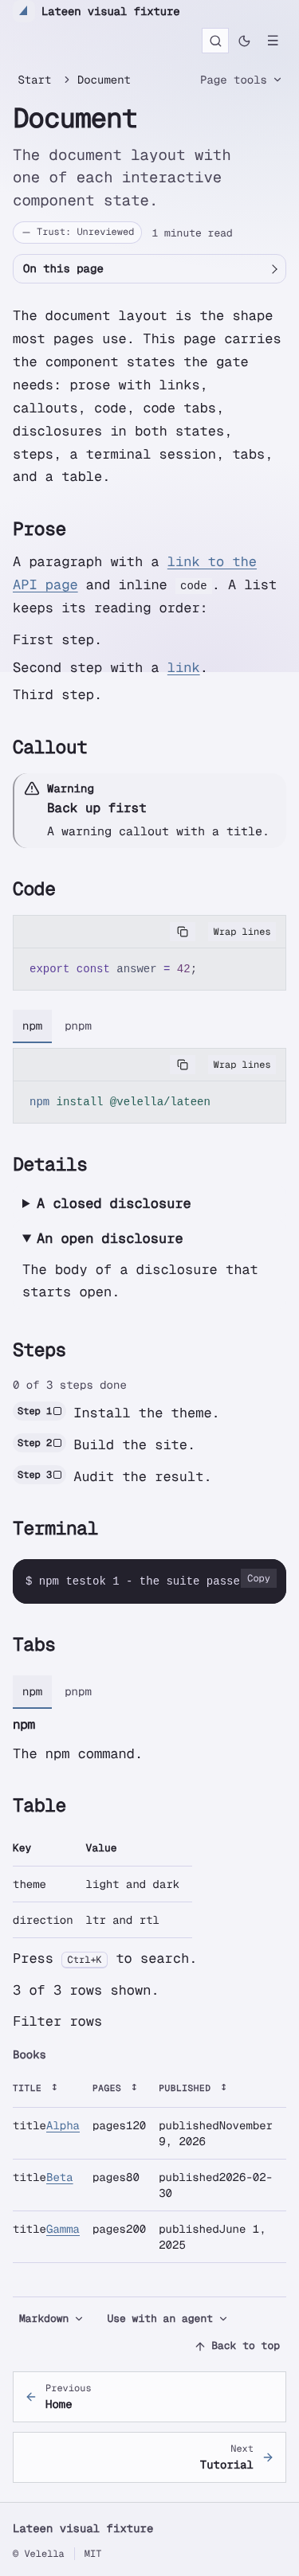 Lateen visual fixture
Start > Document
Page tools
Document
The document layout with
one of each interactive
component state.
Trust: Unreviewed
1 minute read
On this page
The document layout is the shape
most pages use. This page carries
the component states the gate
needs: prose with links,
callouts, code, code tabs,
disclosures in both states,
steps, a terminal session, tabs,
and a table.
Prose
A paragraph with a link to the
API page and inline code. A list
keeps its reading order:
First step.
Second step with a link.
Third step.
Callout
Warning
Back up first
A warning callout with a title.
Code
Wrap lines
export const answer = 42;
npm pnpm
Wrap lines
npm install @velella/lateen
Details
A closed disclosure
An open disclosure
The body of a disclosure that
starts open.
Steps
0 of 3 steps done
Step 1 Install the theme.
Step 2 Build the site.
Step 3 Audit the result.
Terminal
$ npm testok 1 - the suite passe
Copy
Tabs
npm pnpm
npm
The npm command.
Table
Key Value
theme light and dark
direction ltr and rtl
Press Ctrl+K to search.
3 of 3 rows shown.
Filter rows
Books
TITLE ↕ PAGES ↕ PUBLISHED ↕
titleAlpha pages120 publishedNovember
9, 2026
titleBeta pages80 published2026-02-
30
titleGamma pages200 publishedJune 1,
2025
Markdown
Use with an agent
Back to top
Previous
Home
Next
Tutorial
Lateen visual fixture
© Velella MIT